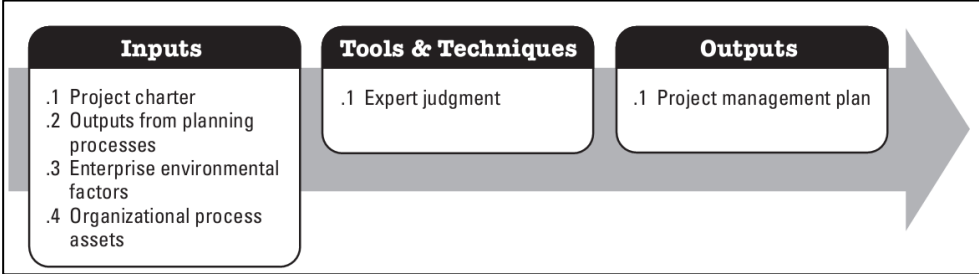 Inputs
.1 Project charter
.2 Outputs from planning
processes
.3 Enterprise environmental
factors
.4 Organizational process
assets
Tools & Techniques
.1 Expert judgment
Outputs
.1 Project management plan